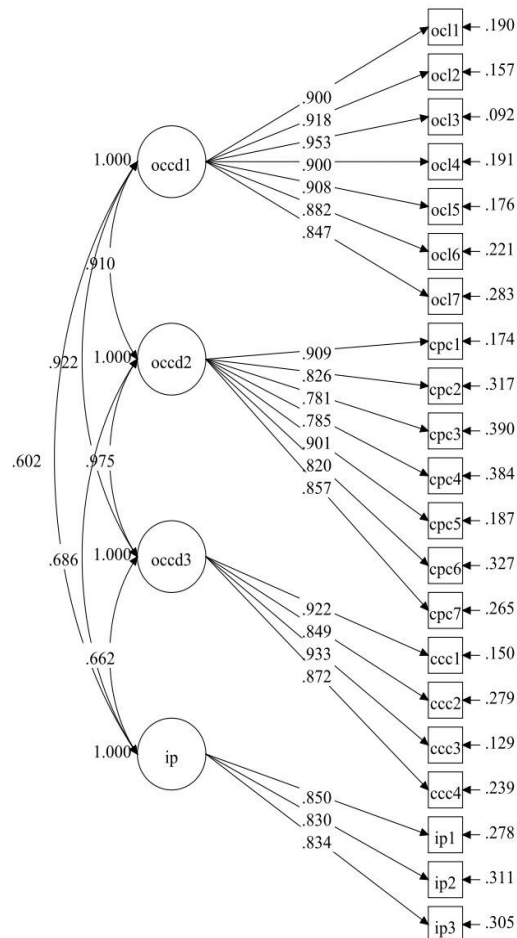 ocl1 .190
ocl2 .157
.900
.918
ocl3 .092
.953
1.000 occd1 .900 ocl4 .191
.908
ocl5 .176
.882
.847
ocl6 .221
.910
ocl7 .283
cpc1 .174
1.000 occd2 .909
.922
.826
cpc2 .317
.781
.785
cpc3 .390
.901
.602 .975 .820
cpc4 .384
.857
cpc5 .187
1.000 occd3
.686
cpc6 .327
.922
cpc7 .265
.849
.933
ccc1 .150
.662 .872
ccc2 .279
1.000 ip
ccc3 .129
ccc4 .239
.850
.830
ip1 .278
.834
ip2 .311
ip3 .305